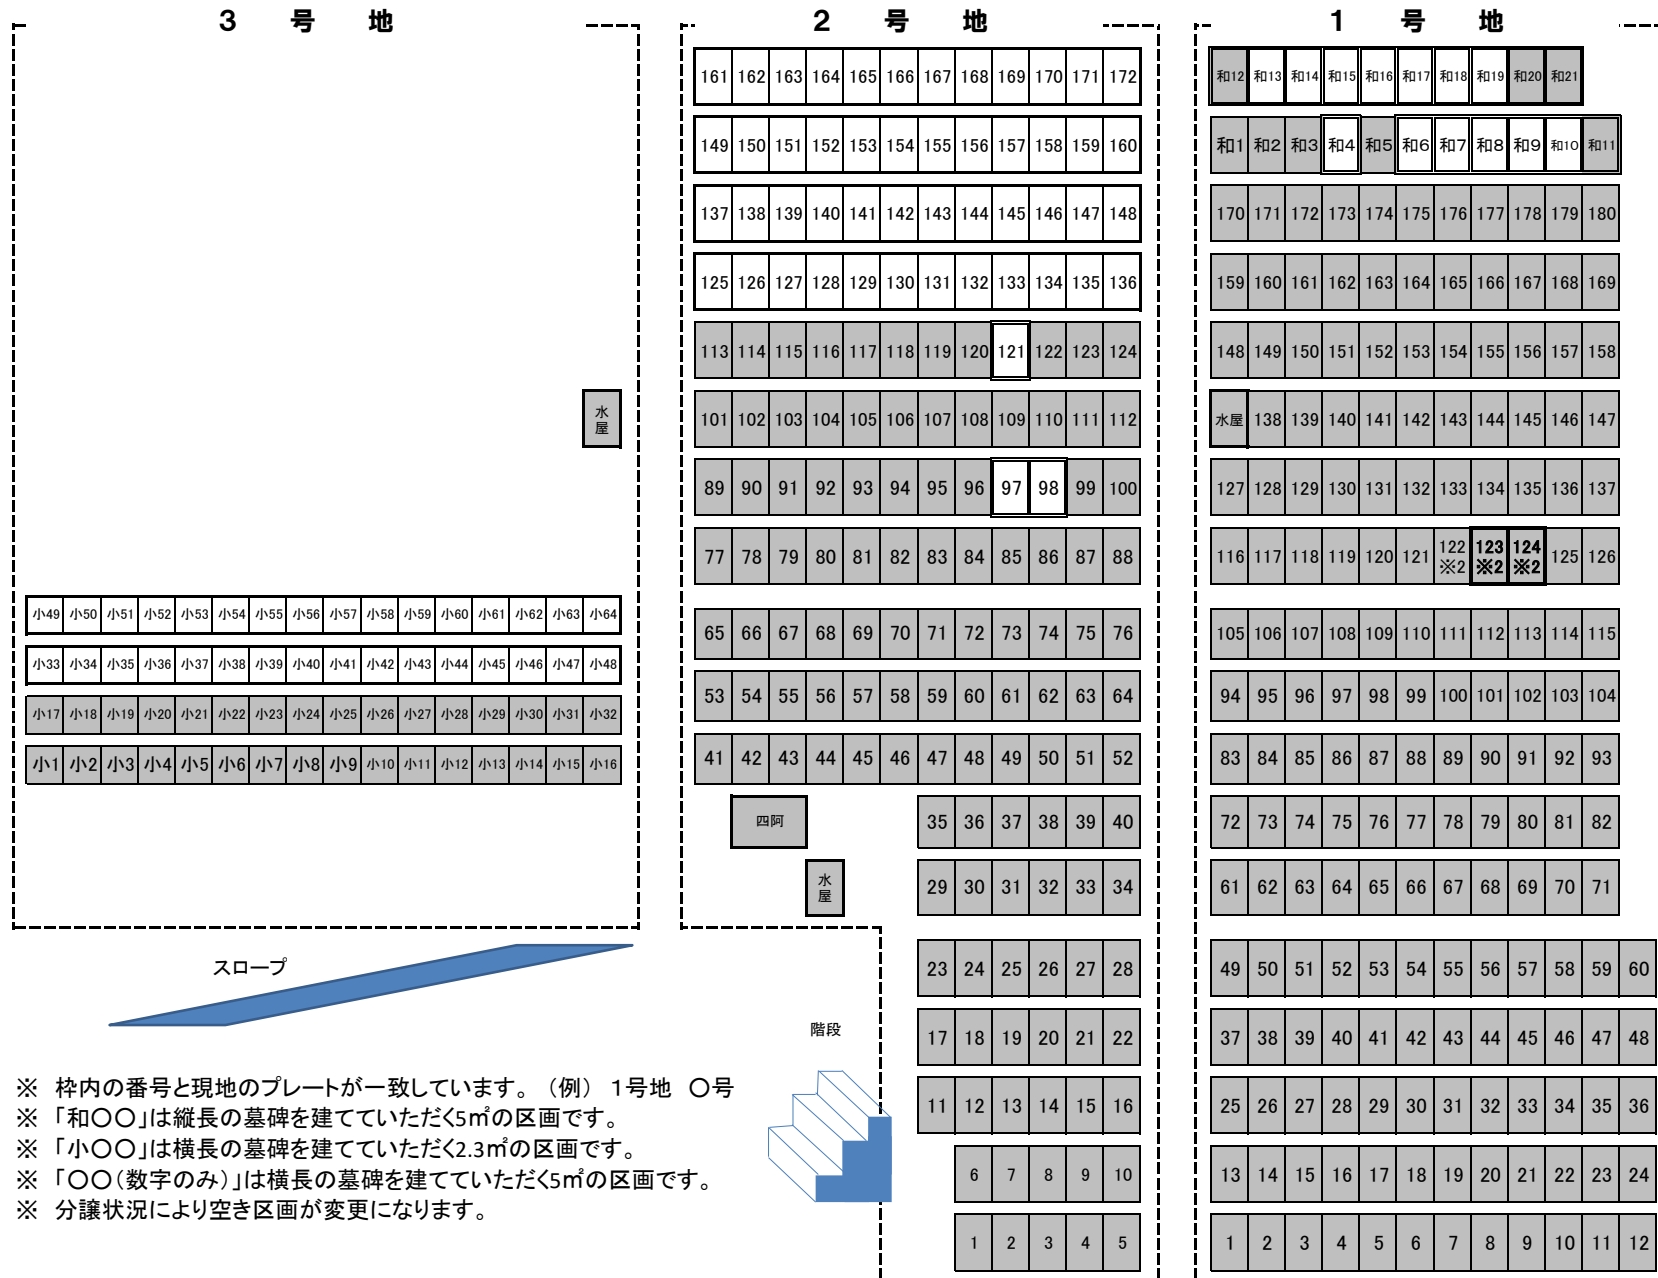 ３ 号 地
２ 号 地
１ 号 地
161 162 163 164 165 166 167 168 169 170 171 172
和12 和13 和14 和15 和16 和17 和18 和19 和20 和21
149 150 151 152 153 154 155 156 157 158 159 160
和1 和2 和3 和4 和5 和6 和7 和8 和9 和10 和11
137 138 139 140 141 142 143 144 145 146 147 148
170 171 172 173 174 175 176 177 178 179 180
125 126 127 128 129 130 131 132 133 134 135 136
159 160 161 162 163 164 165 166 167 168 169
113 114 115 116 117 118 119 120 121 122 123 124
148 149 150 151 152 153 154 155 156 157 158
水屋
101 102 103 104 105 106 107 108 109 110 111 112
水屋 138 139 140 141 142 143 144 145 146 147
89 90 91 92 93 94 95 96 97 98 99 100
127 128 129 130 131 132 133 134 135 136 137
77 78 79 80 81 82 83 84 85 86 87 88
116 117 118 119 120 121 122※2 123※2 124※2 125 126
小49 小50 小51 小52 小53 小54 小55 小56 小57 小58 小59 小60 小61 小62 小63 小64
65 66 67 68 69 70 71 72 73 74 75 76
105 106 107 108 109 110 111 112 113 114 115
小33 小34 小35 小36 小37 小38 小39 小40 小41 小42 小43 小44 小45 小46 小47 小48
小17 小18 小19 小20 小21 小22 小23 小24 小25 小26 小27 小28 小29 小30 小31 小32
53 54 55 56 57 58 59 60 61 62 63 64
94 95 96 97 98 99 100 101 102 103 104
小1 小2 小3 小4 小5 小6 小7 小8 小9 小10 小11 小12 小13 小14 小15 小16
41 42 43 44 45 46 47 48 49 50 51 52
83 84 85 86 87 88 89 90 91 92 93
四阿
35 36 37 38 39 40
72 73 74 75 76 77 78 79 80 81 82
水屋
29 30 31 32 33 34
61 62 63 64 65 66 67 68 69 70 71
スロープ
23 24 25 26 27 28
49 50 51 52 53 54 55 56 57 58 59 60
階段
17 18 19 20 21 22
37 38 39 40 41 42 43 44 45 46 47 48
11 12 13 14 15 16
25 26 27 28 29 30 31 32 33 34 35 36
6 7 8 9 10
13 14 15 16 17 18 19 20 21 22 23 24
1 2 3 4 5
1 2 3 4 5 6 7 8 9 10 11 12
※ 枠内の番号と現地のプレートが一致しています。（例） 1号地 〇号
※ 「和〇〇」は縦長の墓碑を建てていただく5㎡の区画です。
※ 「小〇〇」は横長の墓碑を建てていただく2.3㎡の区画です。
※ 「〇〇（数字のみ）」は横長の墓碑を建てていただく5㎡の区画です。
※ 分譲状況により空き区画が変更になります。